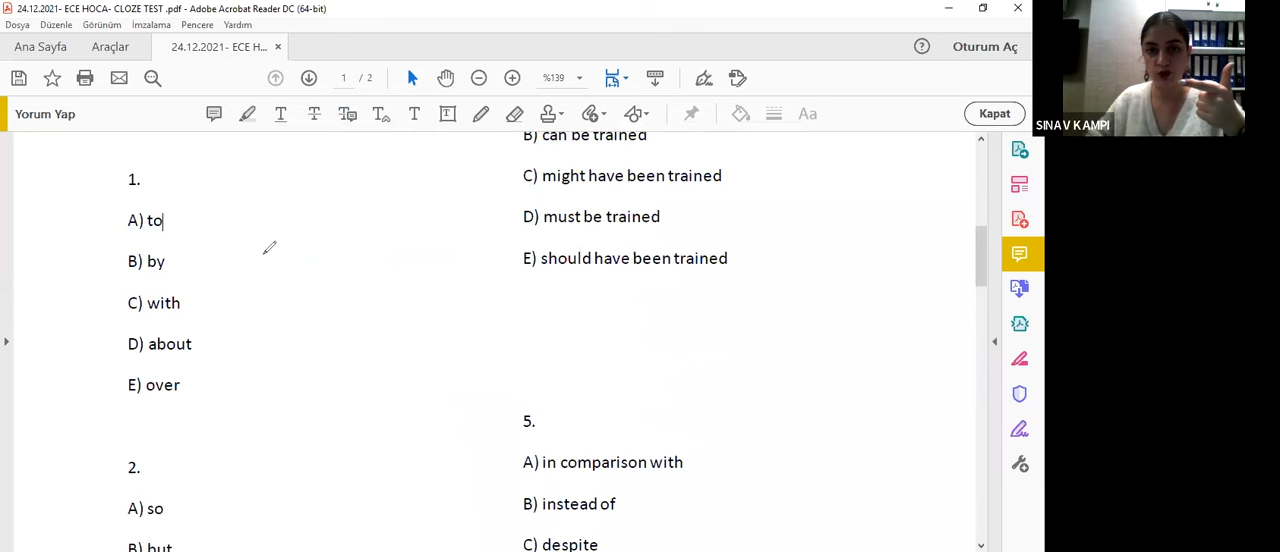 24.12.2021- ECE HOCA- CLOZE TEST .pdf - Adobe Acrobat Reader DC (64-bit)
Dosya Düzenle Görünüm İmzalama Pencere Yardım
Ana Sayfa Araçlar 24.12.2021- ECE H... × Oturum Aç
1 / 2 %139
Yorum Yap Aa Kapat
SINAV KAMPI
1.
A) to
B) by
C) with
D) about
E) over
2.
A) so
B) but
B) can be trained
C) might have been trained
D) must be trained
E) should have been trained
5.
A) in comparison with
B) instead of
C) despite